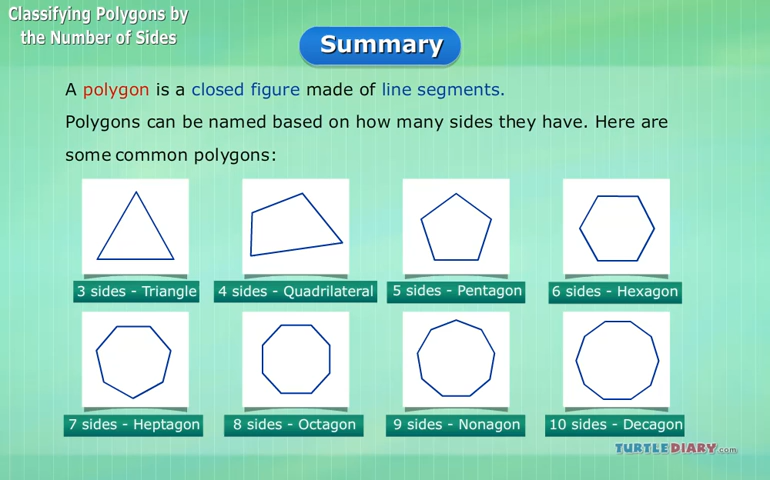 Classifying Polygons by
the Number of Sides
Summary
A polygon is a closed figure made of line segments.
Polygons can be named based on how many sides they have. Here are
some common polygons:
3 sides - Triangle
4 sides - Quadrilateral
5 sides - Pentagon
6 sides - Hexagon
7 sides - Heptagon
8 sides - Octagon
9 sides - Nonagon
10 sides - Decagon
TURTLEDIARY.com